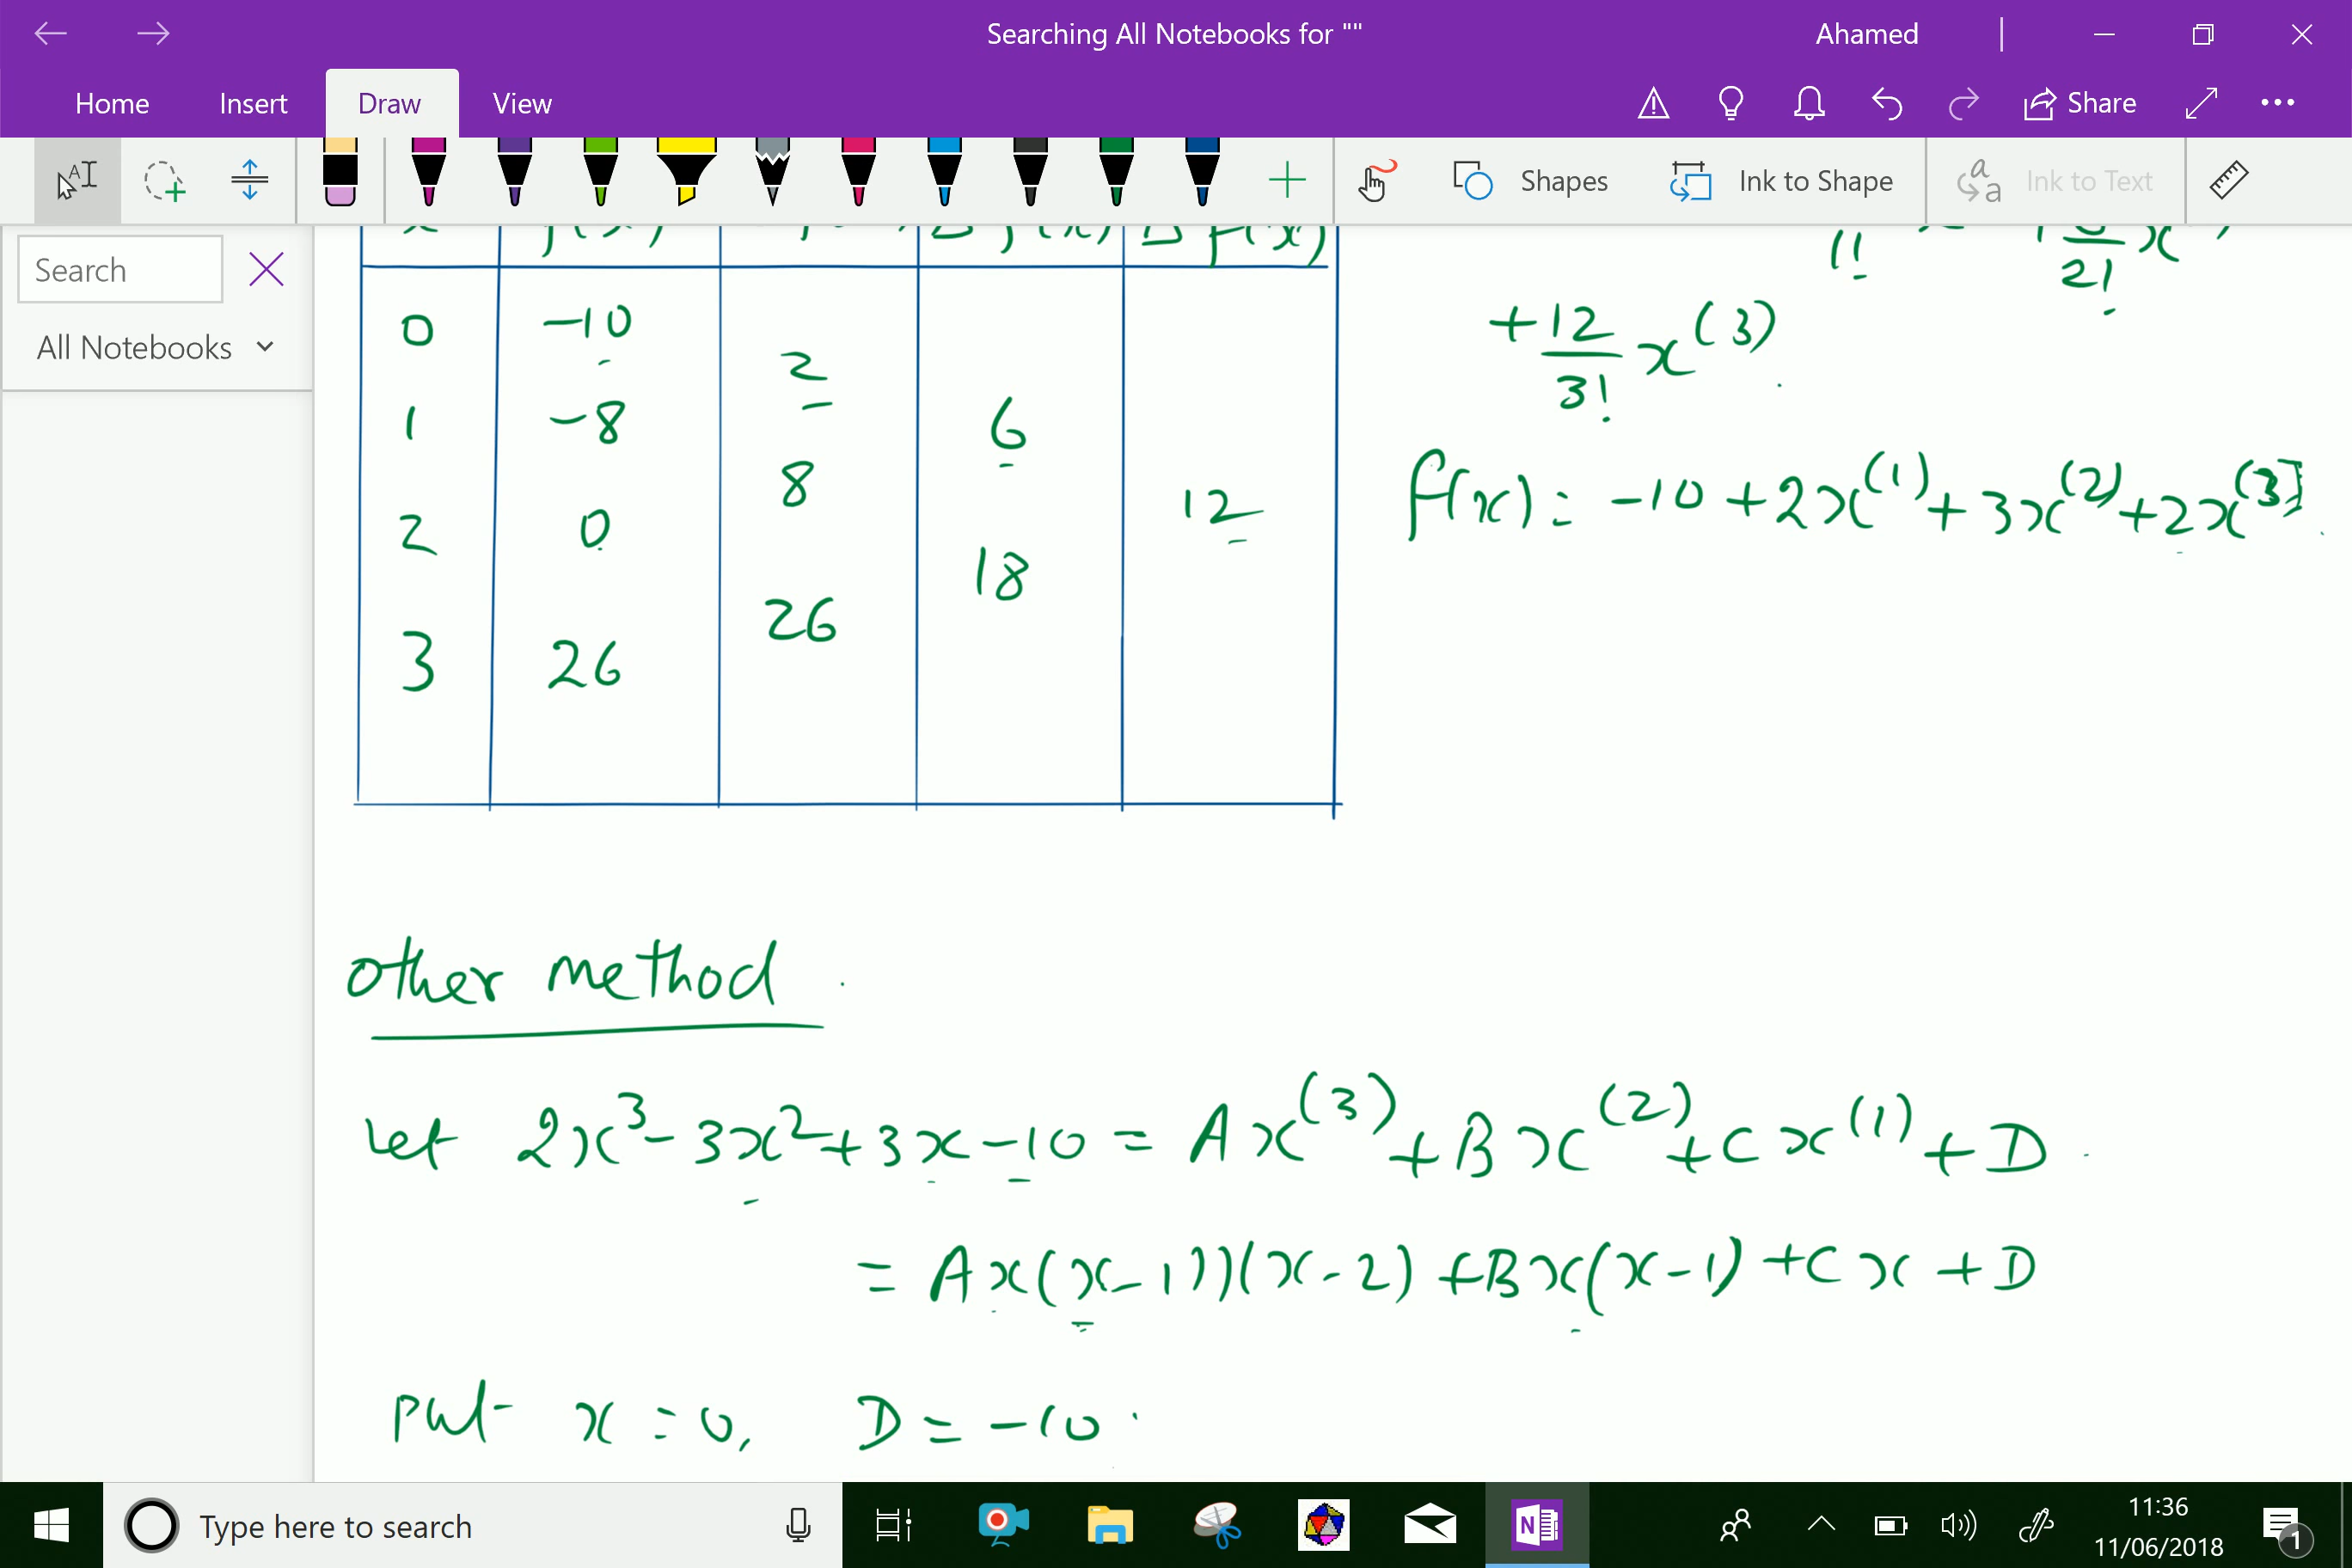 Searching All Notebooks for ""
Ahamed
Home Insert Draw View
Share
Shapes Ink to Shape Ink to Text
Search
All Notebooks
x f(x) f(x) f(x)
0 -10
2
1 -8 6
8
2 0 12
18
26
3 26
1! 2!
+12/3! x^(3)
f(x) = -10 + 2x^(1) + 3x^(2) + 2x^(3)
other method
let 2x³ - 3x² + 3x - 10 = Ax^(3) + Bx^(2) + Cx^(1) + D
= Ax(x-1))(x-2) + Bx(x-1) + Cx + D
put x = 0, D = -10
Type here to search
N
11:36
11/06/2018
1